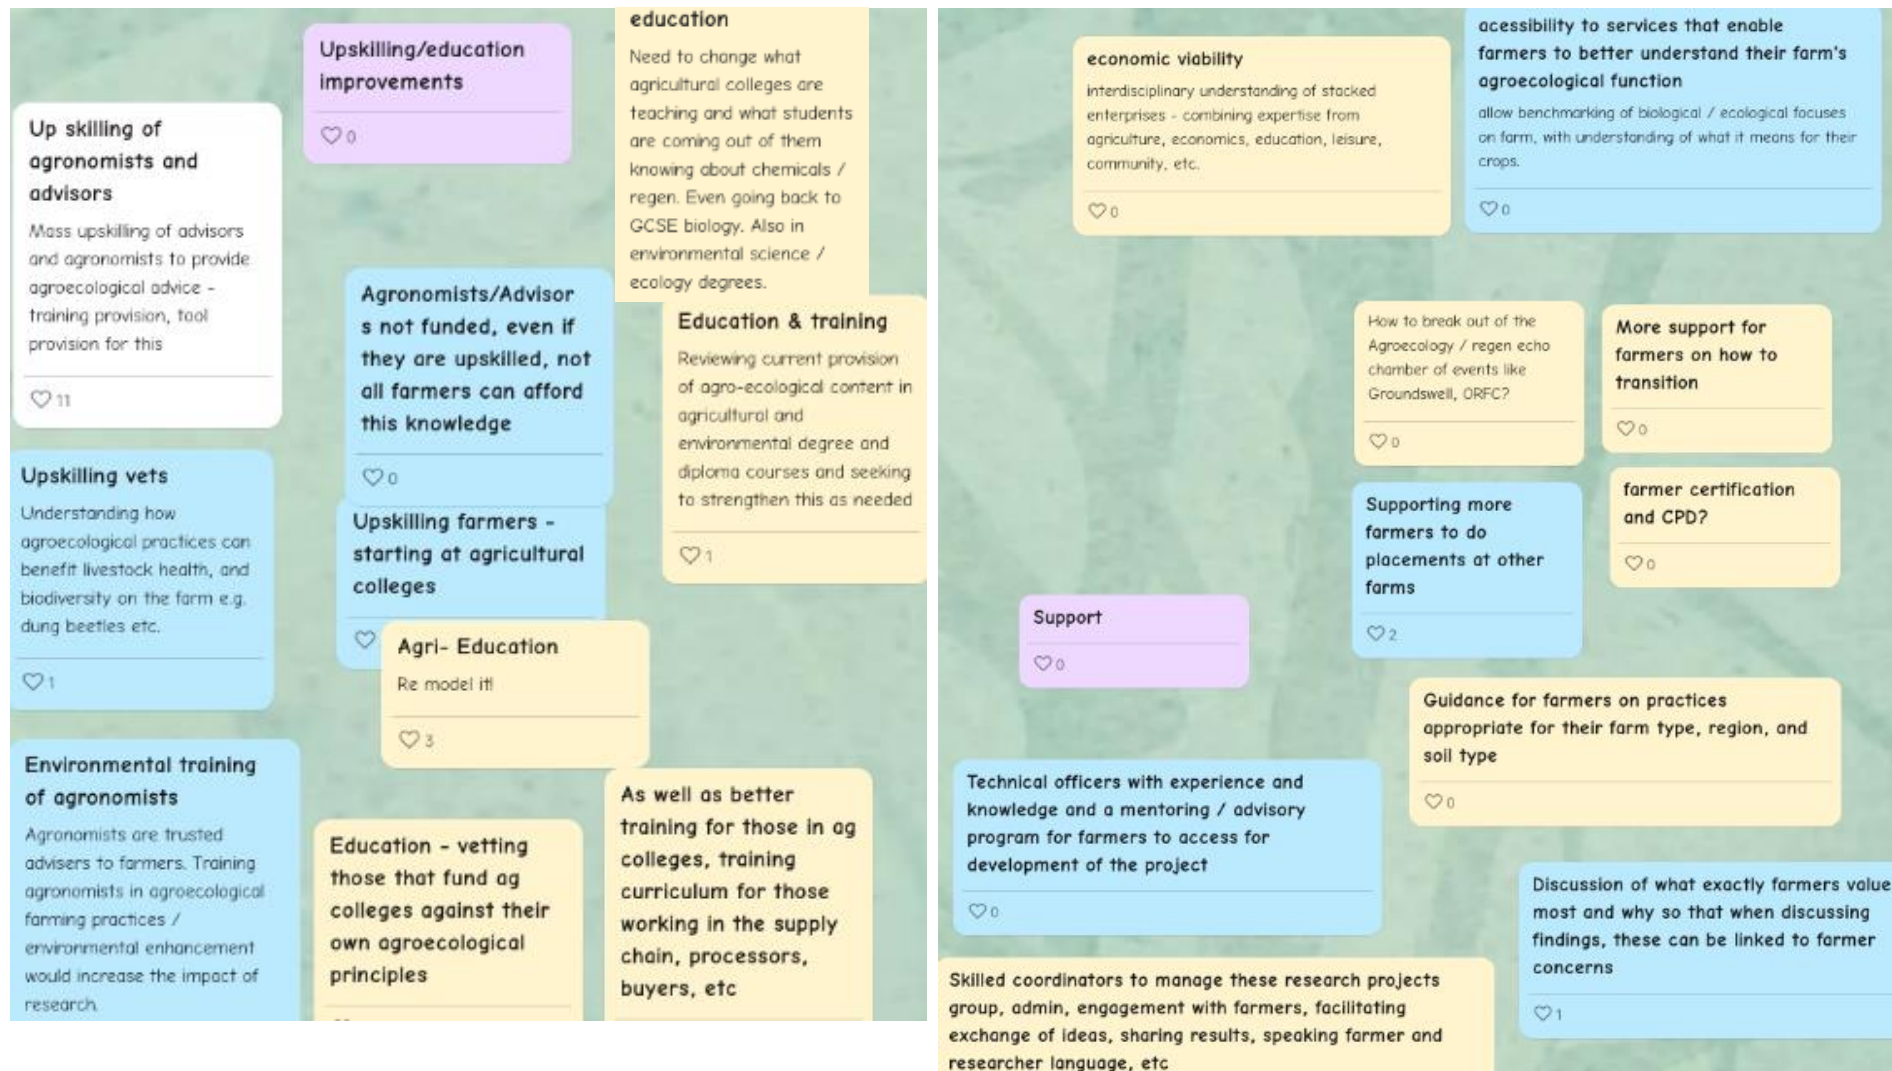 Upskilling/education
improvements
0
education
Need to change what
agricultural colleges are
teaching and what students
are coming out of them
knowing about chemicals /
regen. Even going back to
GCSE biology. Also in
environmental science /
ecology degrees.
Up skilling of
agronomists and
advisors
Mass upskilling of advisors
and agronomists to provide
agroecological advice -
training provision, tool
provision for this
11
Agronomists/Advisor
s not funded, even if
they are upskilled, not
all farmers can afford
this knowledge
0
Education & training
Reviewing current provision
of agro-ecological content in
agricultural and
environmental degree and
diploma courses and seeking
to strengthen this as needed
1
Upskilling vets
Understanding how
agroecological practices can
benefit livestock health, and
biodiversity on the farm e.g.
dung beetles etc.
1
Upskilling farmers -
starting at agricultural
colleges
Agri- Education
Re model it!
3
Environmental training
of agronomists
Agronomists are trusted
advisers to farmers. Training
agronomists in agroecological
farming practices /
environmental enhancement
would increase the impact of
research.
Education - vetting
those that fund ag
colleges against their
own agroecological
principles
As well as better
training for those in ag
colleges, training
curriculum for those
working in the supply
chain, processors,
buyers, etc
economic viability
interdisciplinary understanding of stacked
enterprises - combining expertise from
agriculture, economics, education, leisure,
community, etc.
0
acessibility to services that enable
farmers to better understand their farm's
agroecological function
allow benchmarking of biological / ecological focuses
on farm, with understanding of what it means for their
crops.
0
How to break out of the
Agroecology / regen echo
chamber of events like
Groundswell, ORFC?
0
More support for
farmers on how to
transition
0
Supporting more
farmers to do
placements at other
farms
2
farmer certification
and CPD?
0
Support
0
Guidance for farmers on practices
appropriate for their farm type, region, and
soil type
0
Technical officers with experience and
knowledge and a mentoring / advisory
program for farmers to access for
development of the project
0
Discussion of what exactly farmers value
most and why so that when discussing
findings, these can be linked to farmer
concerns
1
Skilled coordinators to manage these research projects
group, admin, engagement with farmers, facilitating
exchange of ideas, sharing results, speaking farmer and
researcher language, etc